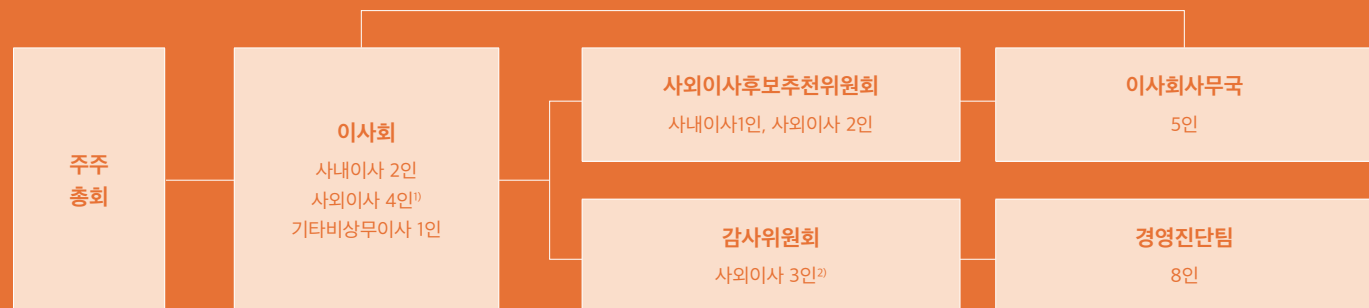 주주
총회
이사회
사내이사 2인
사외이사 4인1)
기타비상무이사 1인
사외이사후보추천위원회
사내이사1인, 사외이사 2인
이사회사무국
5인
감사위원회
사외이사 3인2)
경영진단팀
8인